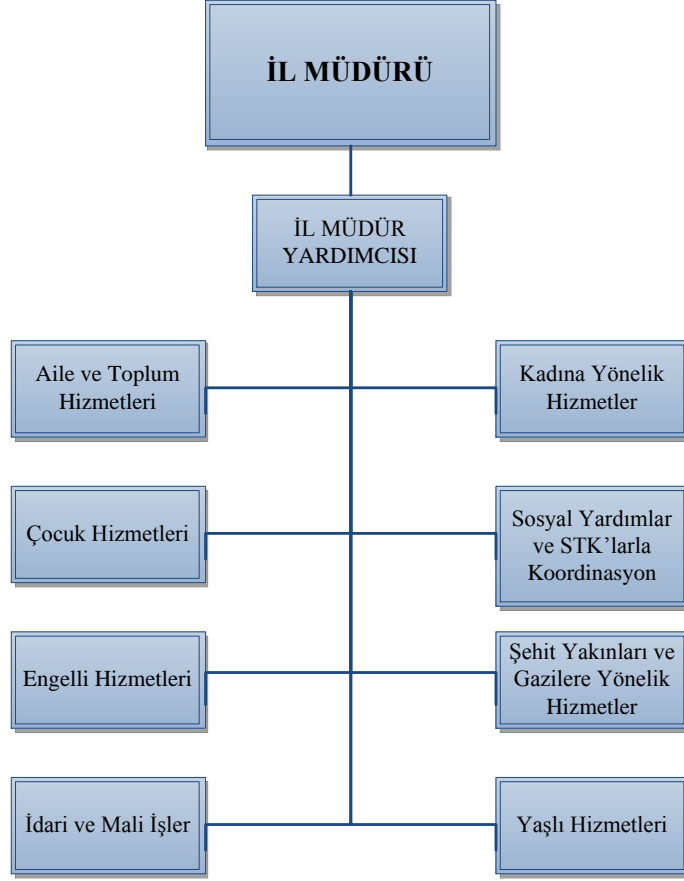 İL MÜDÜRÜ
İL MÜDÜR
YARDIMCISI
Aile ve Toplum
Hizmetleri
Kadına Yönelik
Hizmetler
Çocuk Hizmetleri
Sosyal Yardımlar
ve STK’larla
Koordinasyon
Engelli Hizmetleri
Şehit Yakınları ve
Gazilere Yönelik
Hizmetler
İdari ve Mali İşler
Yaşlı Hizmetleri